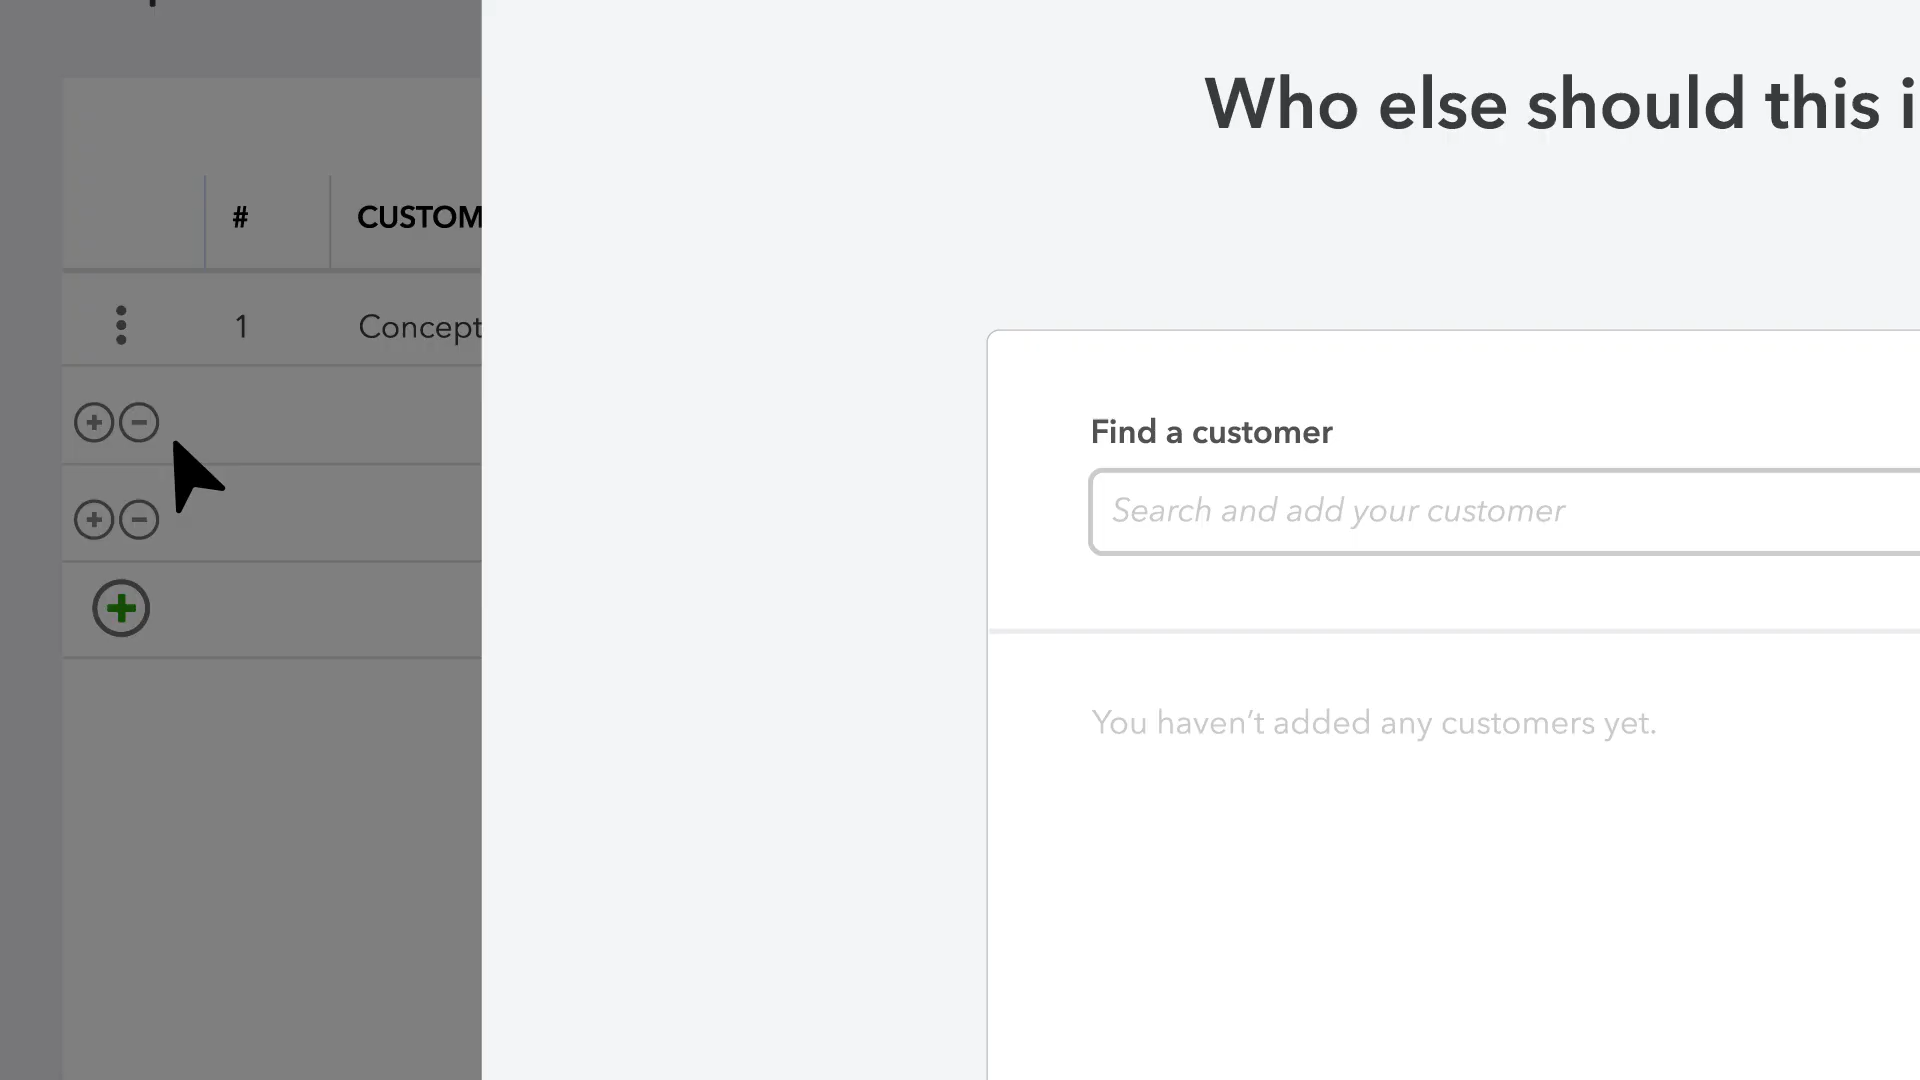 Who else should this i
# CUSTOM
1 Concept
Find a customer
Search and add your customer
You haven’t added any customers yet.